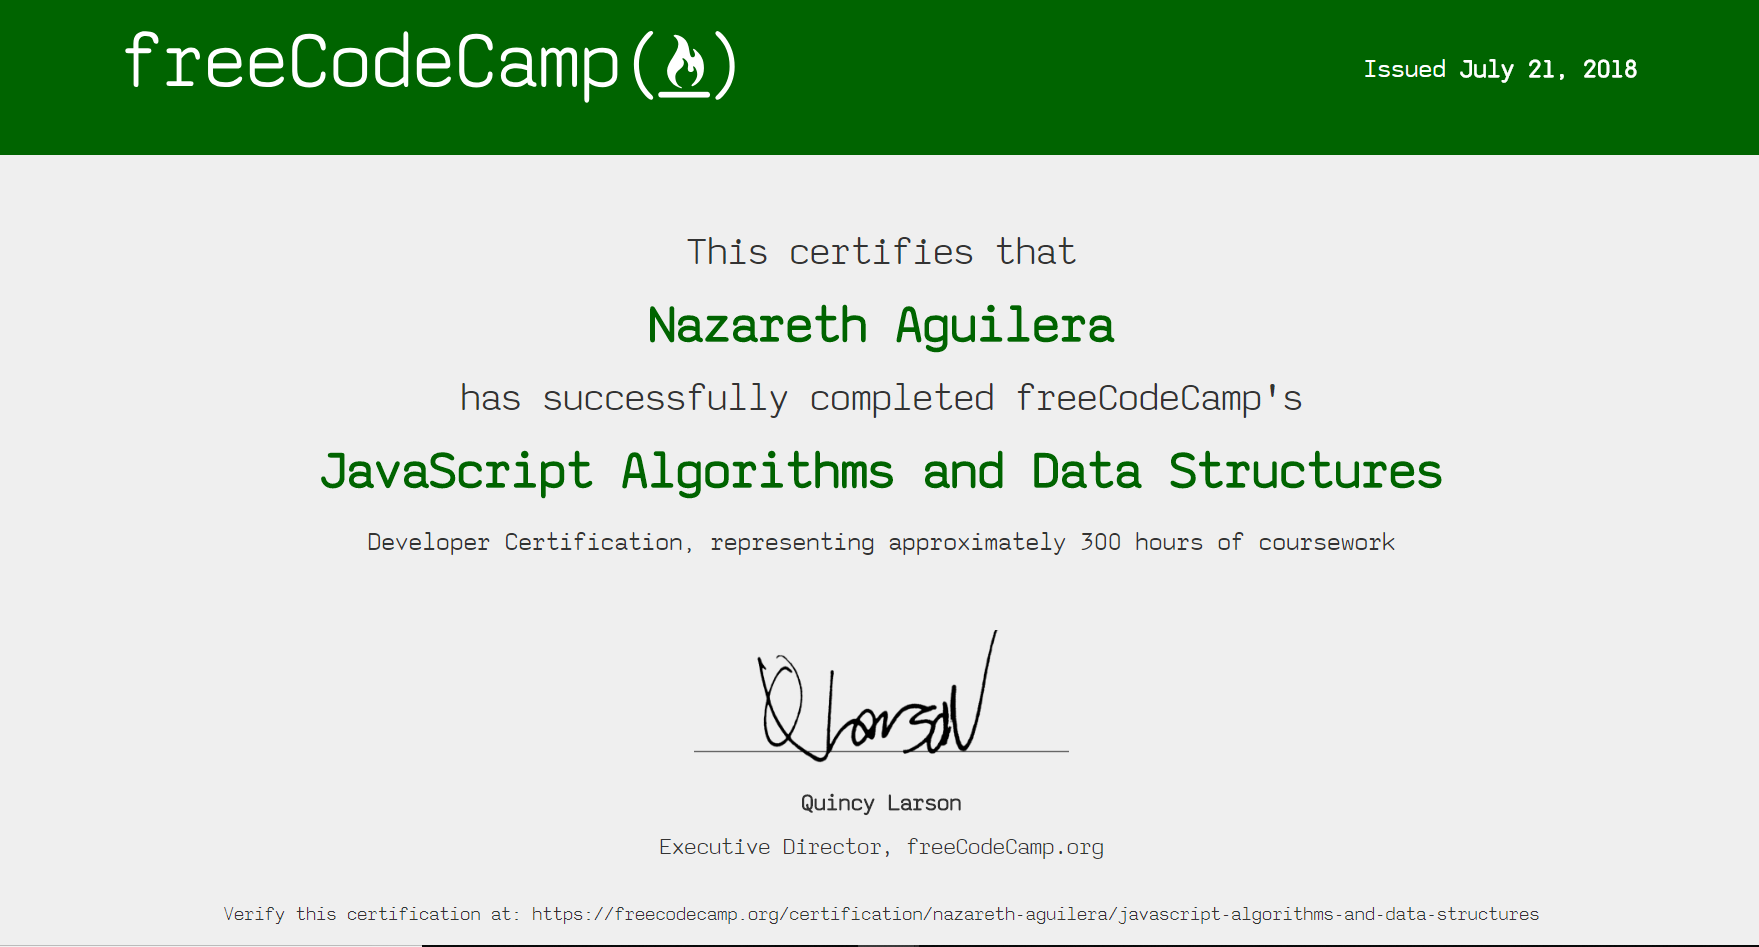 freeCodeCamp()
Issued July 21, 2018
This certifies that
Nazareth Aguilera
has successfully completed freeCodeCamp's
JavaScript Algorithms and Data Structures
Developer Certification, representing approximately 300 hours of coursework
Q Larson
Quincy Larson
Executive Director, freeCodeCamp.org
Verify this certification at: https://freecodecamp.org/certification/nazareth-aguilera/javascript-algorithms-and-data-structures